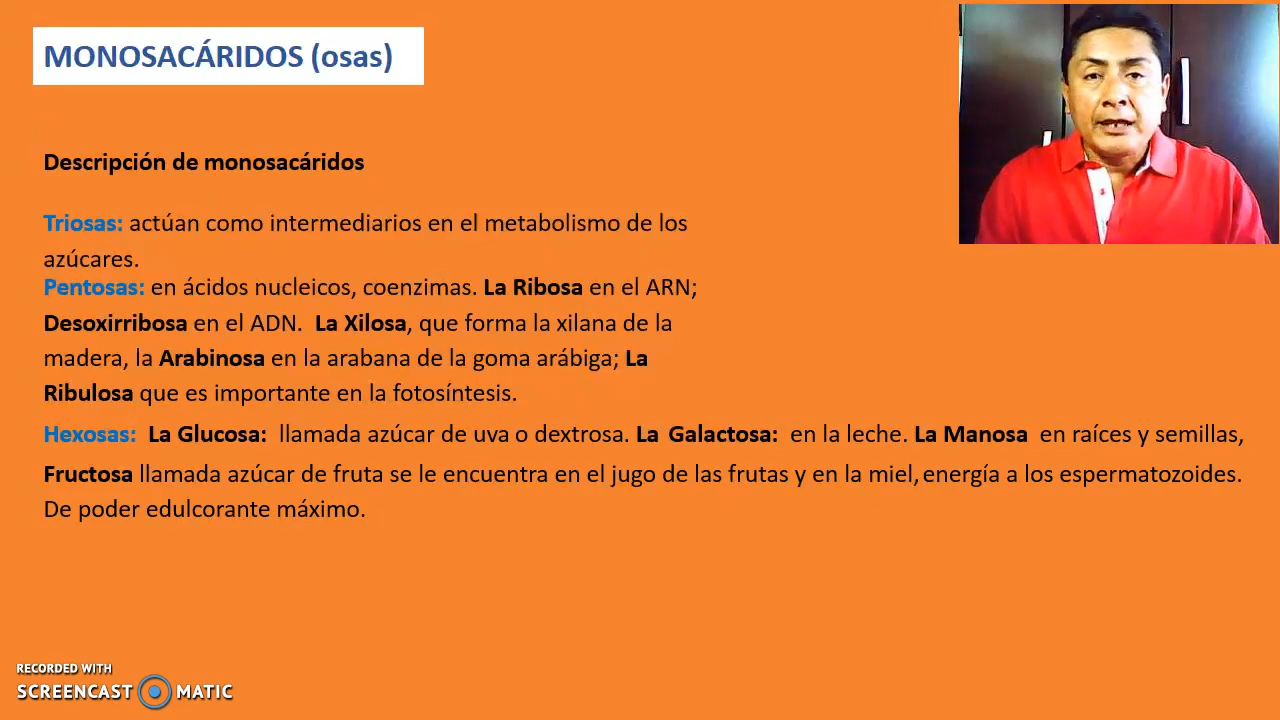 MONOSACÁRIDOS (osas)
Descripción de monosacáridos
Triosas: actúan como intermediarios en el metabolismo de los
azúcares.
Pentosas: en ácidos nucleicos, coenzimas. La Ribosa en el ARN;
Desoxirribosa en el ADN. La Xilosa, que forma la xilana de la
madera, la Arabinosa en la arabana de la goma arábiga; La
Ribulosa que es importante en la fotosíntesis.
Hexosas: La Glucosa: llamada azúcar de uva o dextrosa. La Galactosa: en la leche. La Manosa en raíces y semillas,
Fructosa llamada azúcar de fruta se le encuentra en el jugo de las frutas y en la miel, energía a los espermatozoides.
De poder edulcorante máximo.
RECORDED WITH
SCREENCAST MATIC